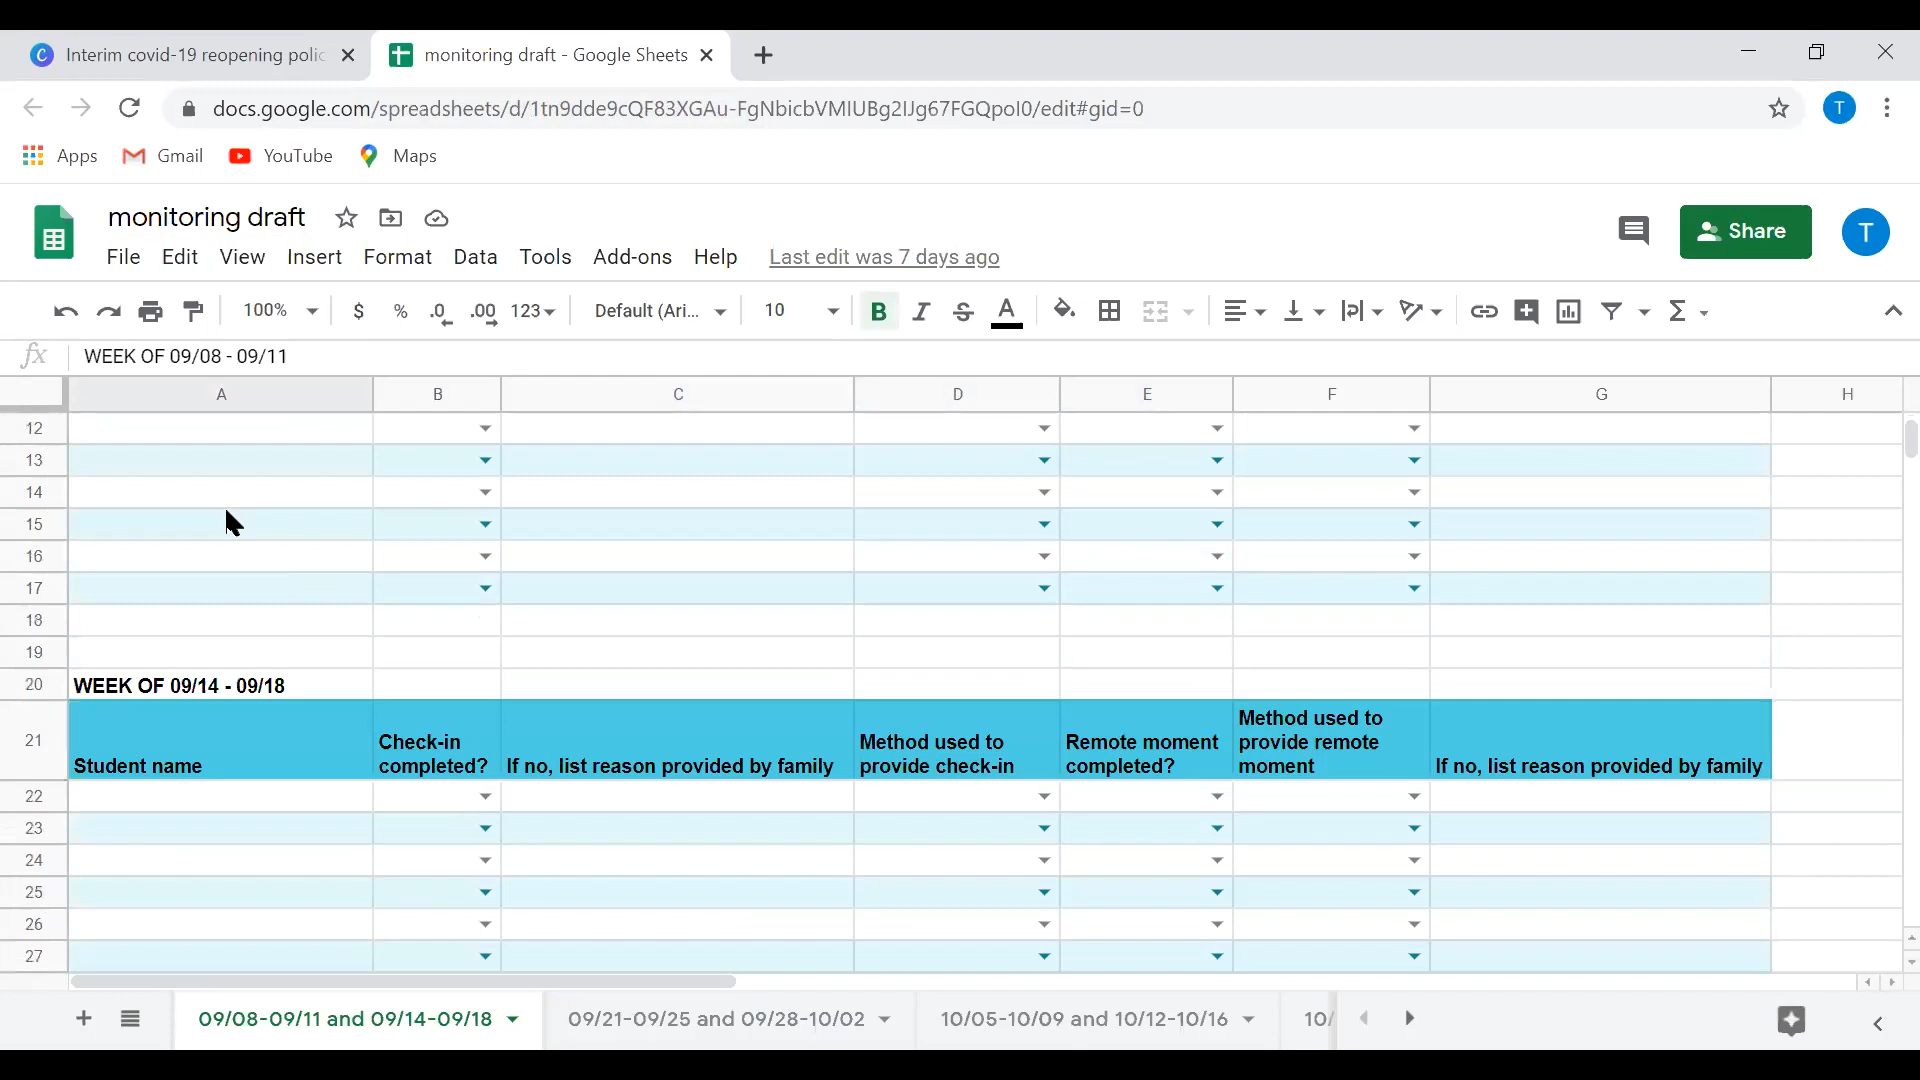 Interim covid-19 reopening polic
monitoring draft - Google Sheets
docs.google.com/spreadsheets/d/1tn9dde9cQF83XGAu-FgNbicbVMIUBg2IJg67FGQpoI0/edit#gid=0
T
Apps
Gmail
YouTube
Maps
monitoring draft
Share
T
File Edit View Insert Format Data Tools Add-ons Help Last edit was 7 days ago
100% $ % .0 .00 123 Default (Ari... 10 B I S A
fx WEEK OF 09/08 - 09/11
A B C D E F G H
12
13
14
15
16
17
18
19
20 WEEK OF 09/14 - 09/18
21
Student name
Check-in
completed?
If no, list reason provided by family
Method used to
provide check-in
Remote moment
completed?
Method used to
provide remote
moment
If no, list reason provided by family
22
23
24
25
26
27
09/08-09/11 and 09/14-09/18
09/21-09/25 and 09/28-10/02
10/05-10/09 and 10/12-10/16
10/